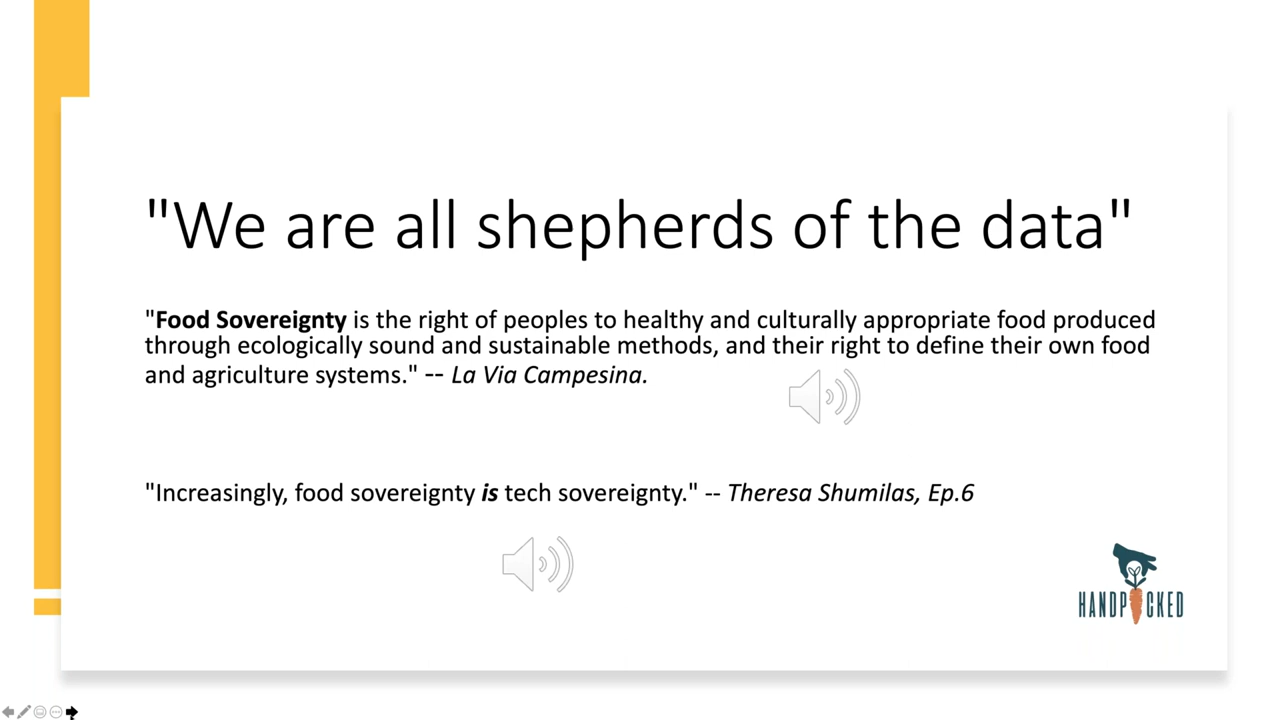 "We are all shepherds of the data"
"Food Sovereignty is the right of peoples to healthy and culturally appropriate food produced
through ecologically sound and sustainable methods, and their right to define their own food
and agriculture systems." -- La Via Campesina.
"Increasingly, food sovereignty is tech sovereignty." -- Theresa Shumilas, Ep.6
HANDPICKED